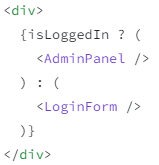 <div>
  {isLoggedIn ? (
    <AdminPanel />
  ) : (
    <LoginForm />
  )}
</div>